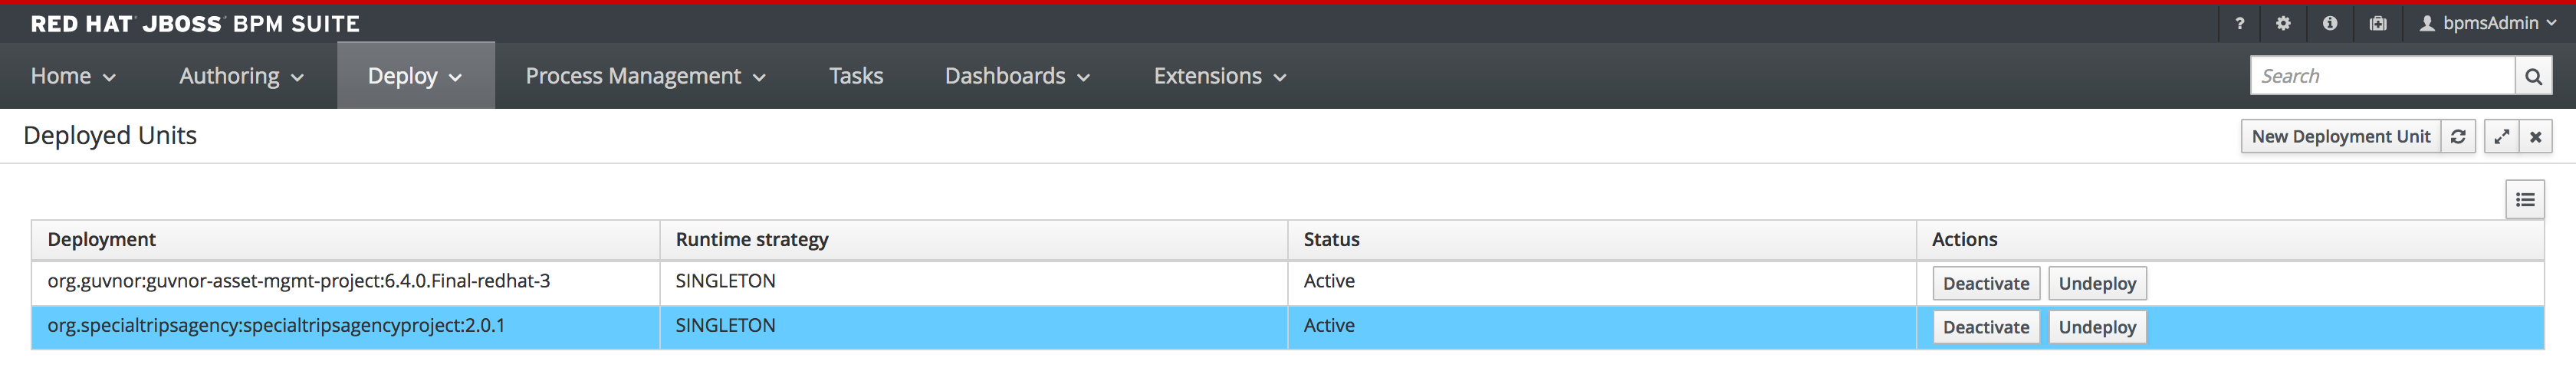 RED HAT JBOSS BPM SUITE ? bpmsAdmin
Home Authoring Deploy Process Management Tasks Dashboards Extensions Search
Deployed Units New Deployment Unit
Deployment Runtime strategy Status Actions
org.guvnor:guvnor-asset-mgmt-project:6.4.0.Final-redhat-3 SINGLETON Active Deactivate Undeploy
org.specialtripsagency:specialtripsagencyproject:2.0.1 SINGLETON Active Deactivate Undeploy